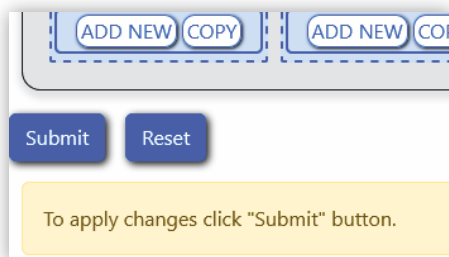 ADD NEW COPY ADD NEW
Submit Reset
To apply changes click "Submit" button.